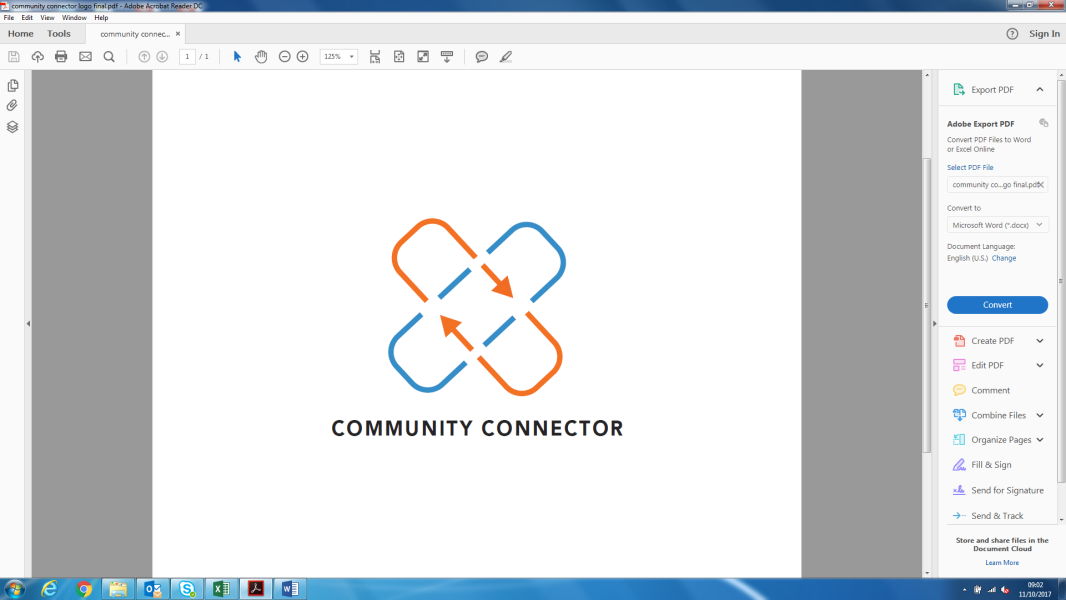 community connector logo final.pdf - Adobe Acrobat Reader DC
File Edit View Window Help
Home Tools community connec... ×
? Sign In
1 / 1 125%
Export PDF
Adobe Export PDF
Convert PDF Files to Word
or Excel Online
Select PDF File
community co...go final.pdf
Convert to
Microsoft Word (*.docx)
Document Language:
English (U.S.) Change
Convert
Create PDF
Edit PDF
Comment
Combine Files
Organize Pages
Fill & Sign
Send for Signature
Send & Track
Store and share files in the
Document Cloud
Learn More
COMMUNITY CONNECTOR
09:02
11/10/2017